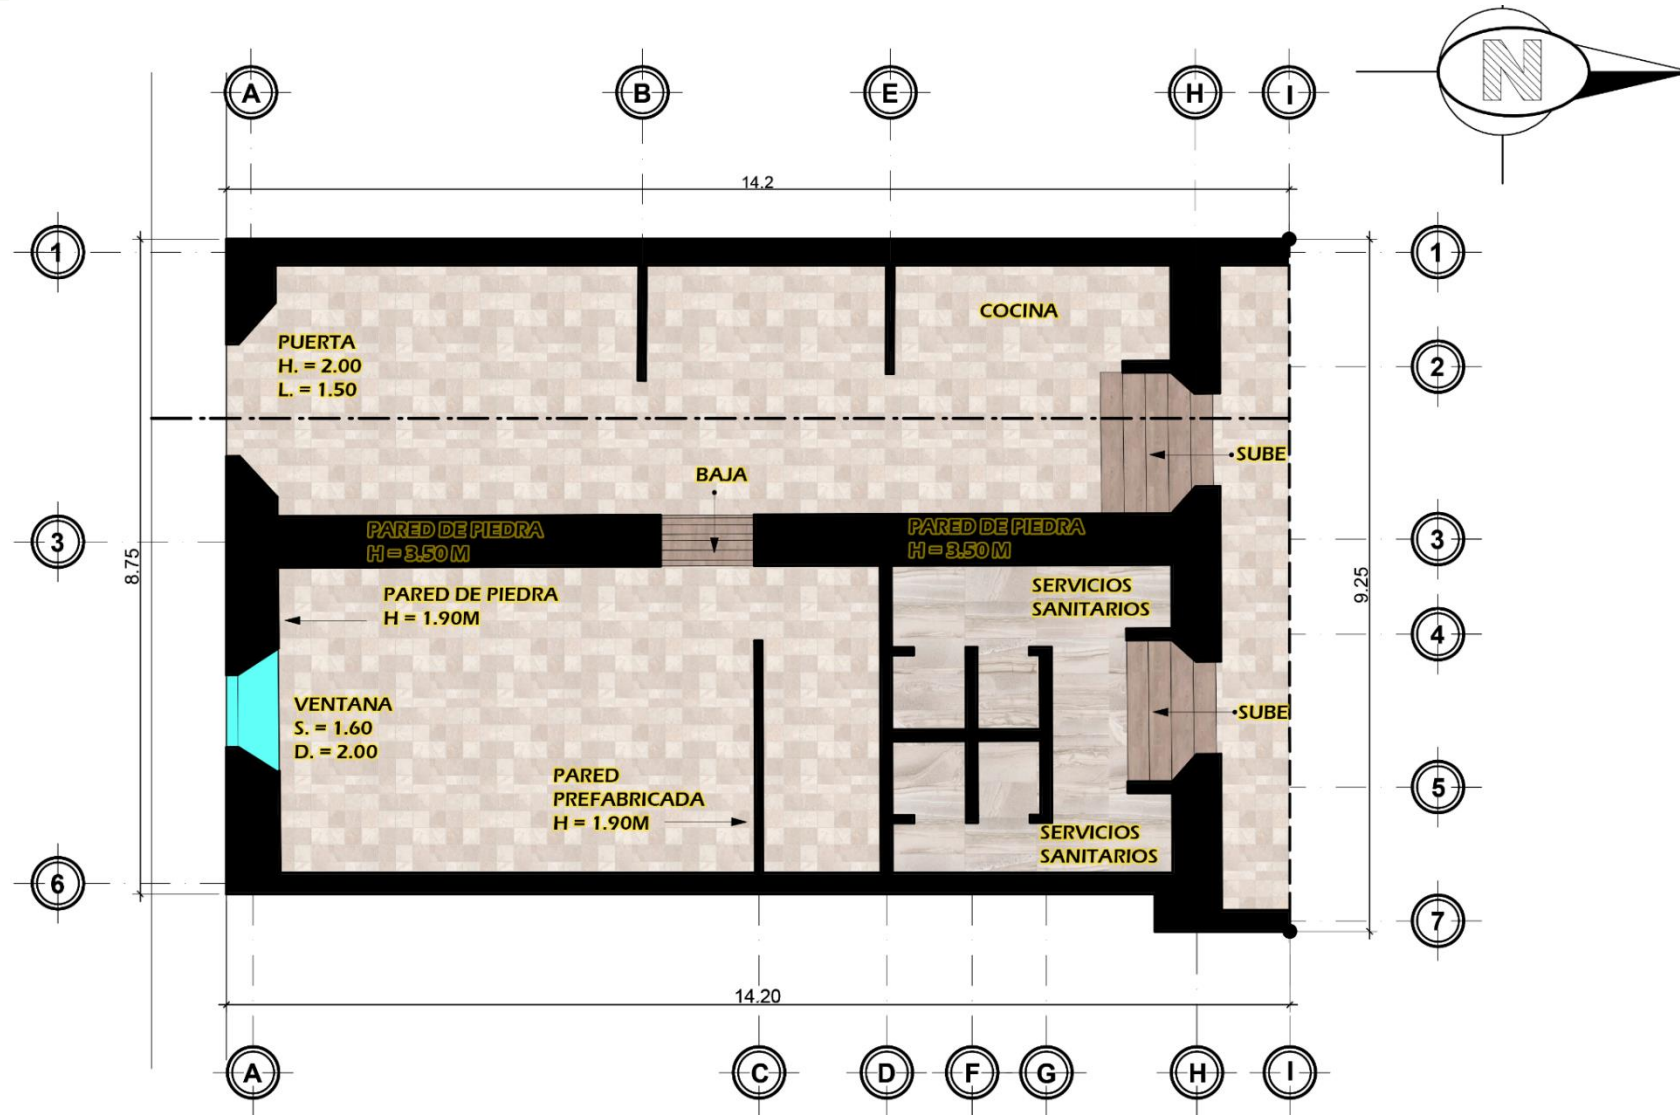 N
A
B
E
H
I
14.2
1
1
COCINA
PUERTA
H. = 2.00
L. = 1.50
2
SUBE
BAJA
PARED DE PIEDRA
H = 3.50 M
PARED DE PIEDRA
H = 3.50 M
3
3
8.75
9.25
PARED DE PIEDRA
H = 1.90M
SERVICIOS
SANITARIOS
4
VENTANA
S. = 1.60
D. = 2.00
SUBE
PARED
PREFABRICADA
H = 1.90M
5
SERVICIOS
SANITARIOS
6
7
14.20
A
C
D
F
G
H
I